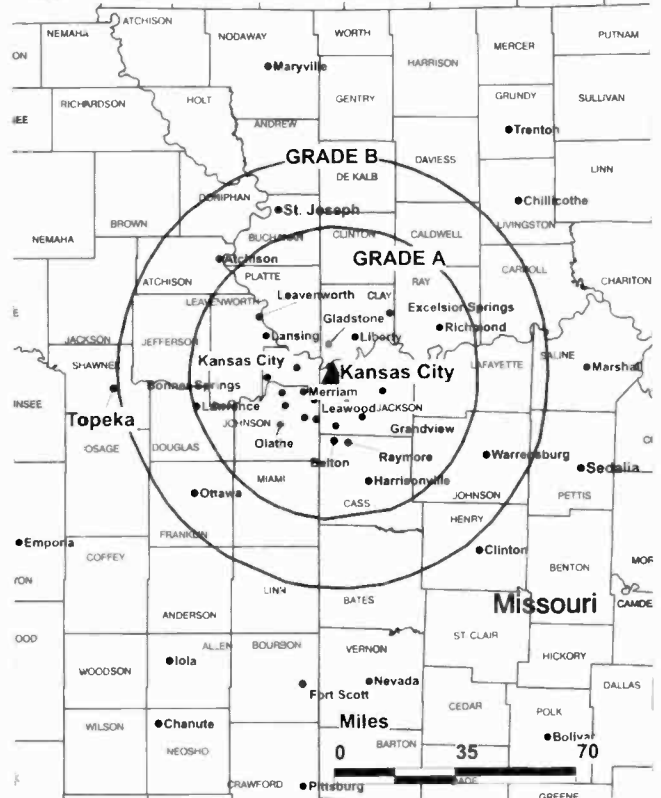 ATCHISON
NEMAHA
NODAWAY
WORTH
MERCER
PUTNAM
ON
Maryville
HARRISON
RICHARDSON
HOLT
GENTRY
GRUNDY
SULLIVAN
ANDREW
Trenton
GRADE B
DAVIESS
LINN
DE KALB
DONIPHAN
Chillicothe
St. Joseph
BROWN
LIVINGSTON
NEMAHA
BUCHANAN
CLINTON
CALDWELL
Atchison
GRADE A
PLATTE
CARROLL
ATCHISON
RAY
CHARITON
Leavenworth
CLAY
LEAVENWORTH
Excelsior Springs
Gladstone
Richmond
Lansing
Liberty
JACKSON
JEFFERSON
SALINE
SHAWNEE
Kansas City
LAFAYETTE
Marshall
Kansas City
Bonner Springs
Merriam
INSEE
Lawrence
Leawood
JACKSON
Topeka
JOHNSON
Grandview
OSAGE
DOUGLAS
Olathe
Belton
Raymore
Warrensburg
Sedalia
MIAMI
Harrisonville
Ottawa
JOHNSON
PETTIS
CASS
HENRY
FRANKLIN
Emporia
Clinton
COFFEY
BENTON
MOR
YON
LINN
BATES
Missouri
CAMDE
ANDERSON
OOD
ST CLAIR
ALLEN
BOURBON
VERNON
HICKORY
Iola
WOODSON
Nevada
DALLAS
Fort Scott
CEDAR
POLK
WILSON
Chanute
Miles
Bolivar
NEOSHO
0
35
70
BARTON
CRAWFORD
Pittsburg
GREENE